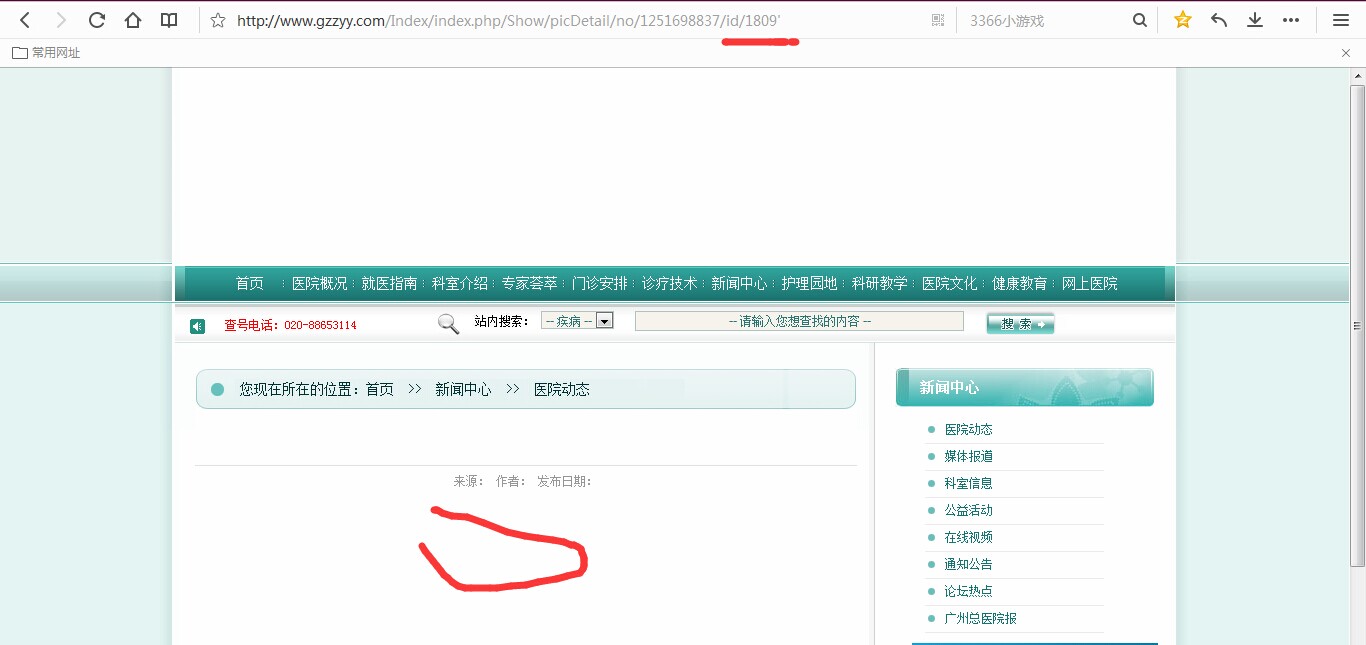 http://www.gzzyy.com/Index/index.php/Show/picDetail/no/1251698837/id/1809' 3366小游戏
常用网址
首页 医院概况 就医指南 科室介绍 专家荟萃 门诊安排 诊疗技术 新闻中心 护理园地 科研教学 医院文化 健康教育 网上医院
查号电话：020-88653114 站内搜索： -- 疾病 -- -- 请输入您想查找的内容 -- 搜 索
您现在所在的位置：首页 >> 新闻中心 >> 医院动态
来源： 作者： 发布日期：
新闻中心
医院动态
媒体报道
科室信息
公益活动
在线视频
通知公告
论坛热点
广州总医院报